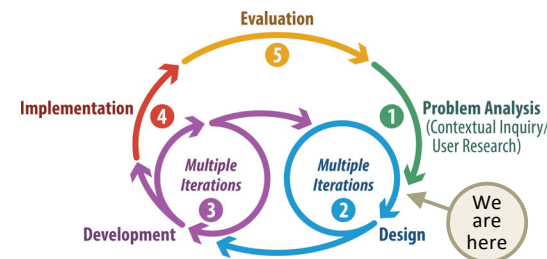 Evaluation
5
Implementation
4
1
Problem Analysis
(Contextual Inquiry/
User Research)
Multiple
Iterations
3
Multiple
Iterations
2
We
are
here
Development
Design